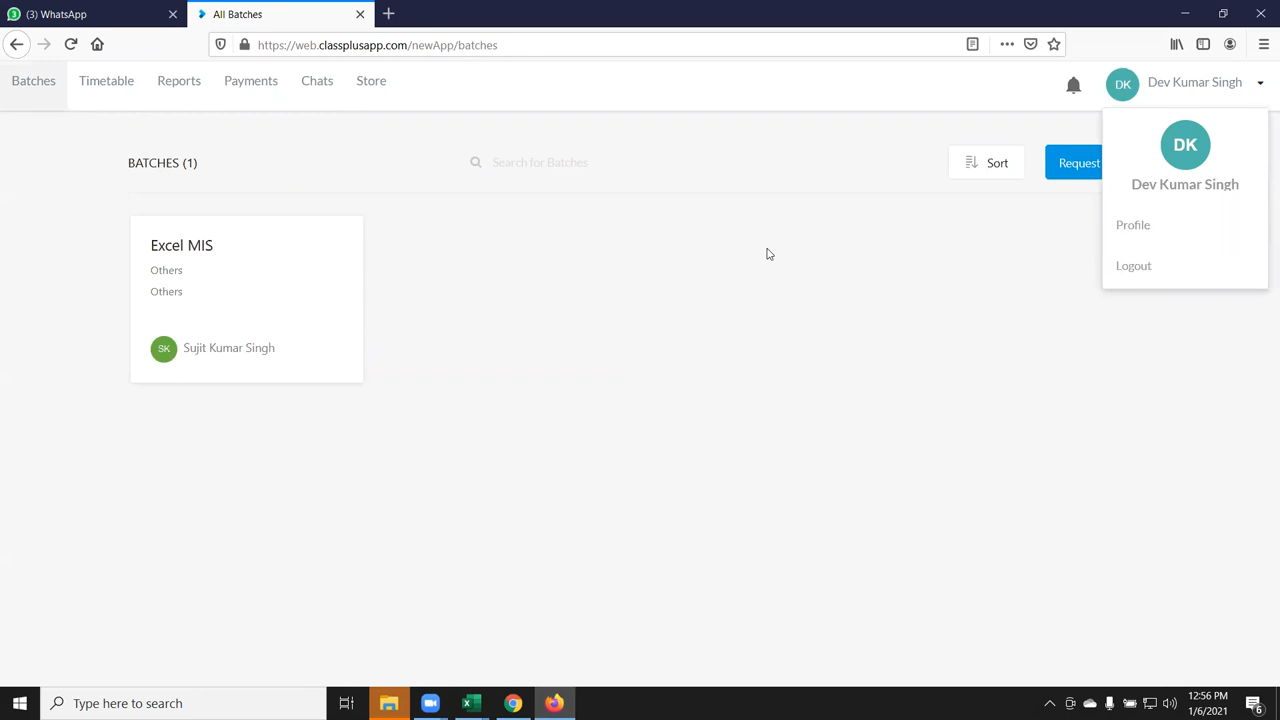 (3) WhatsApp
All Batches
https://web.classplusapp.com/newApp/batches
Batches
Timetable
Reports
Payments
Chats
Store
DK
Dev Kumar Singh
DK
Dev Kumar Singh
Profile
Logout
BATCHES (1)
Search for Batches
Sort
Request
Excel MIS
Others
Others
SK
Sujit Kumar Singh
Type here to search
12:56 PM
1/6/2021
6